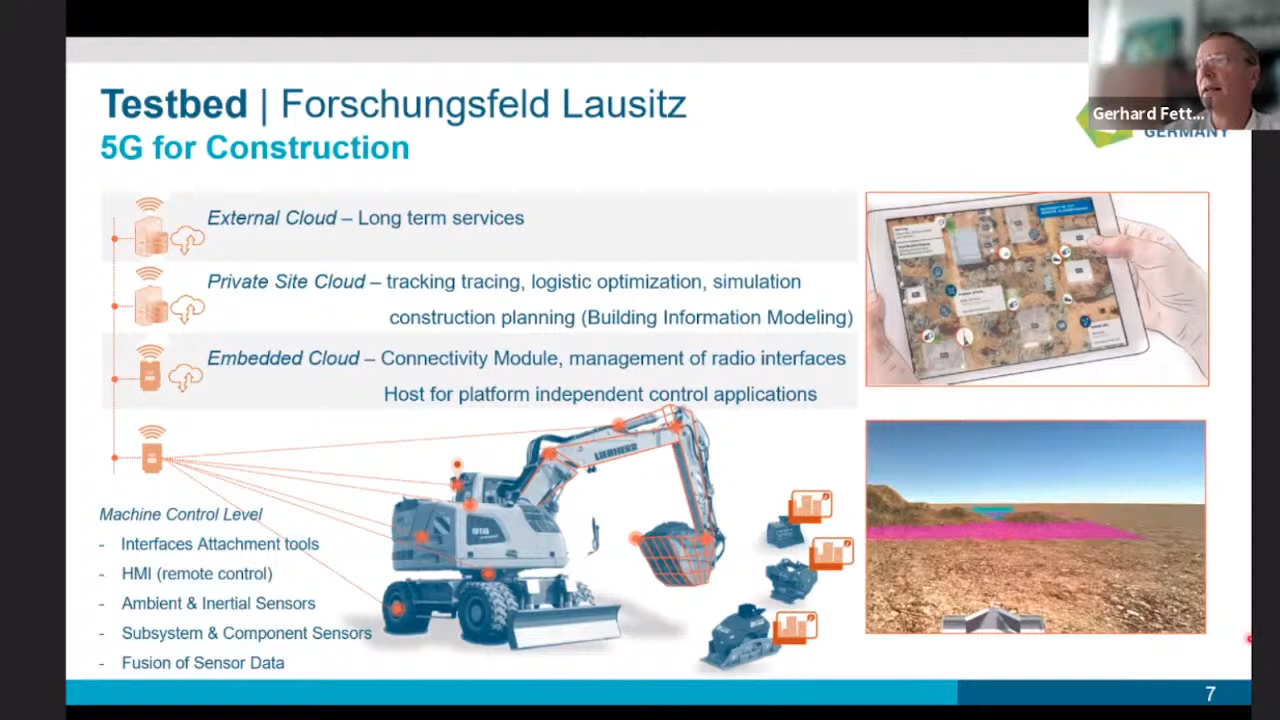 Testbed | Forschungsfeld Lausitz
5G for Construction
Gerhard Fett...
GERMANY
External Cloud – Long term services
Private Site Cloud – tracking tracing, logistic optimization, simulation
construction planning (Building Information Modeling)
Embedded Cloud – Connectivity Module, management of radio interfaces
Host for platform independent control applications
LIEBHERR
918
Machine Control Level
- Interfaces Attachment tools
- HMI (remote control)
- Ambient & Inertial Sensors
- Subsystem & Component Sensors
- Fusion of Sensor Data
7